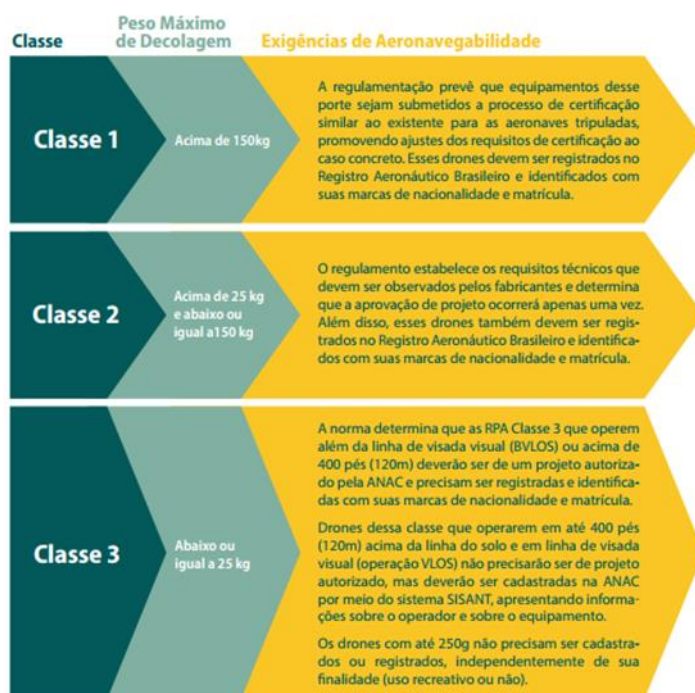 Classe
Peso Máximo
de Decolagem
Exigências de Aeronavegabilidade
Classe 1
Acima de 150kg
A regulamentação prevê que equipamentos desse
porte sejam submetidos a processo de certificação
similar ao existente para as aeronaves tripuladas,
promovendo ajustes dos requisitos de certificação ao
caso concreto. Esses drones devem ser registrados no
Registro Aeronáutico Brasileiro e identificados com
suas marcas de nacionalidade e matrícula.
Classe 2
Acima de 25 kg
e abaixo ou
igual a150 kg
O regulamento estabelece os requisitos técnicos que
devem ser observados pelos fabricantes e determina
que a aprovação de projeto ocorrerá apenas uma vez.
Além disso, esses drones também devem ser regis-
trados no Registro Aeronáutico Brasileiro e identifica-
dos com suas marcas de nacionalidade e matrícula.
Classe 3
Abaixo ou
igual a 25 kg
A norma determina que as RPA Classe 3 que operem
além da linha de visada visual (BVLOS) ou acima de
400 pés (120m) deverão ser de um projeto autoriza-
do pela ANAC e precisam ser registradas e identifica-
das com suas marcas de nacionalidade e matrícula.
Drones dessa classe que operarem em até 400 pés
(120m) acima da linha do solo e em linha de visada
visual (operação VLOS) não precisarão ser de projeto
autorizado, mas deverão ser cadastradas na ANAC
por meio do sistema SISANT, apresentando informa-
ções sobre o operador e sobre o equipamento.
Os drones com até 250g não precisam ser cadastra-
dos ou registrados, independentemente de sua
finalidade (uso recreativo ou não).